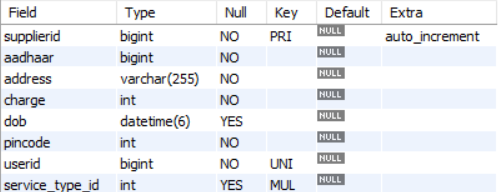 Field Type Null Key Default Extra
supplierid bigint NO PRI NULL auto_increment
aadhaar bigint NO NULL
address varchar(255) NO NULL
charge int NO NULL
dob datetime(6) YES NULL
pincode int NO NULL
userid bigint NO UNI NULL
service_type_id int YES MUL NULL